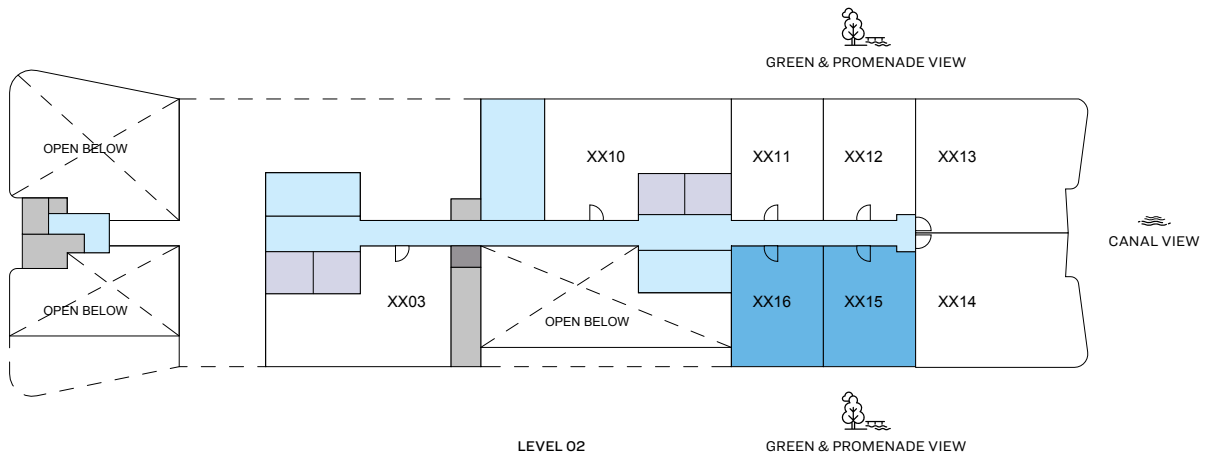 GREEN & PROMENADE VIEW
OPEN BELOW
XX10
XX11
XX12
XX13
CANAL VIEW
XX03
XX16
XX15
XX14
OPEN BELOW
OPEN BELOW
LEVEL 02
GREEN & PROMENADE VIEW